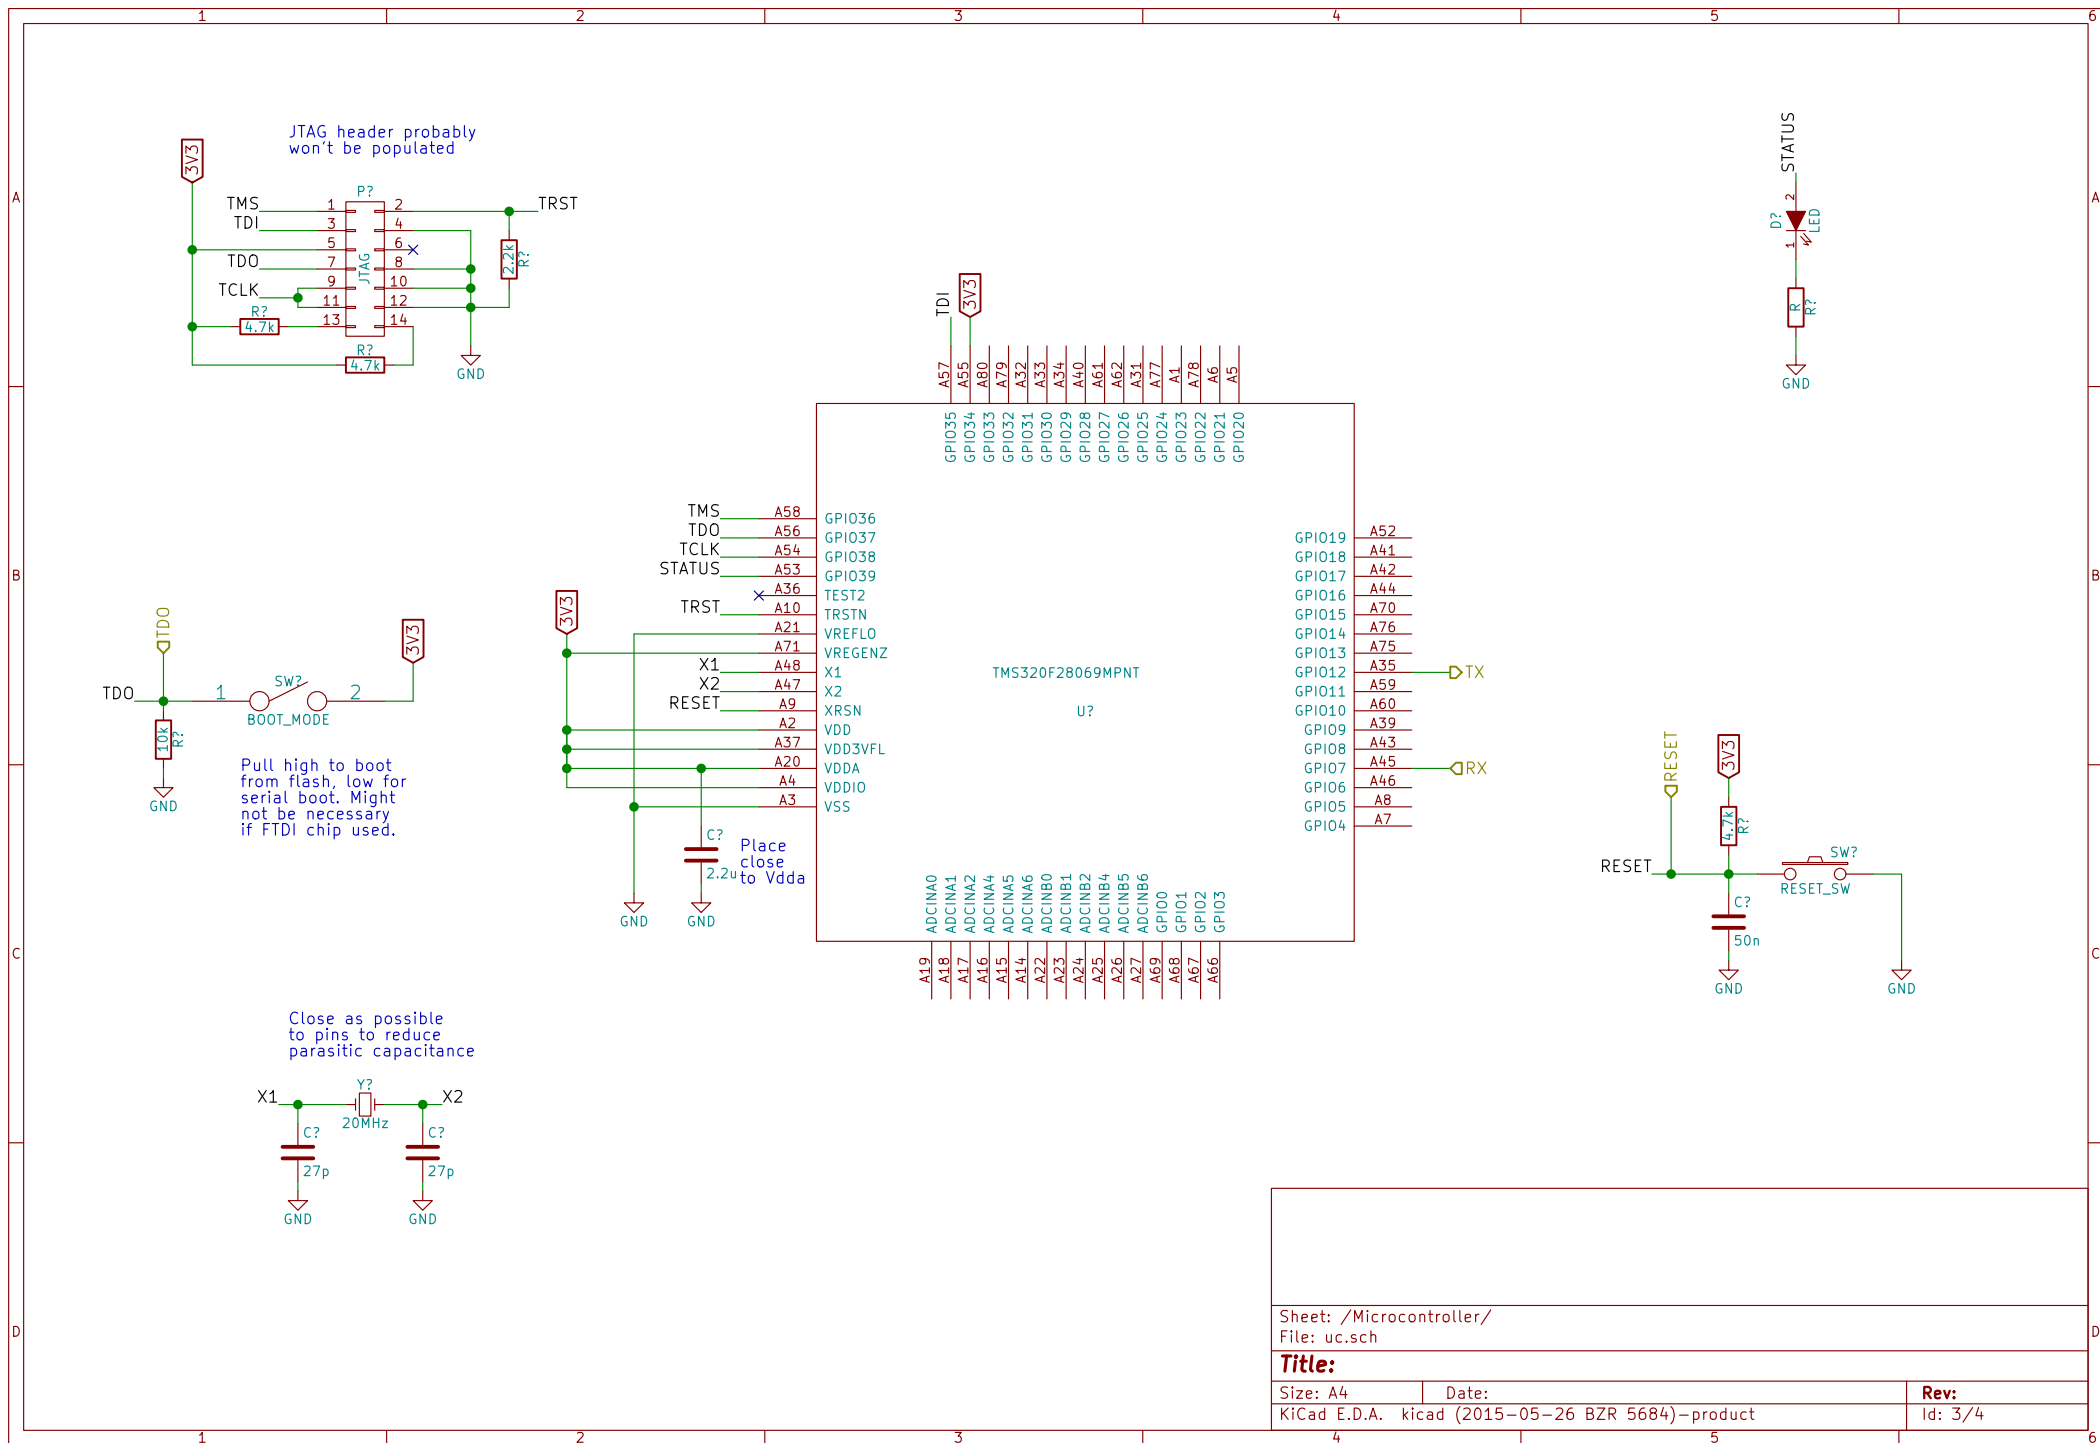 1 2 3 4 5 6
A
B
C
D
A
B
C
D
JTAG header probably
won't be populated
3V3
P?
TMS 1 2 TRST
TDI 3 4
5 6
TDO 7 8
TCLK 9 10
11 12
13 14
JTAG
R?
4.7k
R?
4.7k
2.2k
R?
GND
STATUS
2
D?
LED
1
R
R?
GND
TDI
3V3
A57
A55
A80
A79
A32
A33
A34
A40
A61
A62
A31
A77
A1
A78
A6
A5
GPIO35
GPIO34
GPIO33
GPIO32
GPIO31
GPIO30
GPIO29
GPIO28
GPIO27
GPIO26
GPIO25
GPIO24
GPIO23
GPIO22
GPIO21
GPIO20
TMS A58 GPIO36
TDO A56 GPIO37
TCLK A54 GPIO38
STATUS A53 GPIO39
A36 TEST2
TRST A10 TRSTN
A21 VREFLO
A71 VREGENZ
X1 A48 X1
X2 A47 X2
RESET A9 XRSN
A2 VDD
A37 VDD3VFL
A20 VDDA
A4 VDDIO
A3 VSS
3V3
TMS320F28069MPNT
U?
GPIO19 A52
GPIO18 A41
GPIO17 A42
GPIO16 A44
GPIO15 A70
GPIO14 A76
GPIO13 A75
GPIO12 A35 TX
GPIO11 A59
GPIO10 A60
GPIO9 A39
GPIO8 A43
GPIO7 A45 RX
GPIO6 A46
GPIO5 A8
GPIO4 A7
C?
2.2u
Place
close
to Vdda
GND
GND
ADCINA0
ADCINA1
ADCINA2
ADCINA4
ADCINA5
ADCINA6
ADCINB0
ADCINB1
ADCINB2
ADCINB4
ADCINB5
ADCINB6
GPIO0
GPIO1
GPIO2
GPIO3
A19
A18
A17
A16
A15
A14
A22
A23
A24
A25
A26
A27
A69
A68
A67
A66
TDO
3V3
TDO 1 SW? 2
BOOT_MODE
10k
R?
GND
Pull high to boot
from flash, low for
serial boot. Might
not be necessary
if FTDI chip used.
RESET
3V3
4.7k
R?
RESET
SW?
RESET_SW
C?
50n
GND
GND
Close as possible
to pins to reduce
parasitic capacitance
X1 Y? X2
20MHz
C?
27p
C?
27p
GND
GND
Sheet: /Microcontroller/
File: uc.sch
Title:
Size: A4 Date: Rev:
KiCad E.D.A. kicad (2015-05-26 BZR 5684)-product Id: 3/4
1 2 3 4 5 6